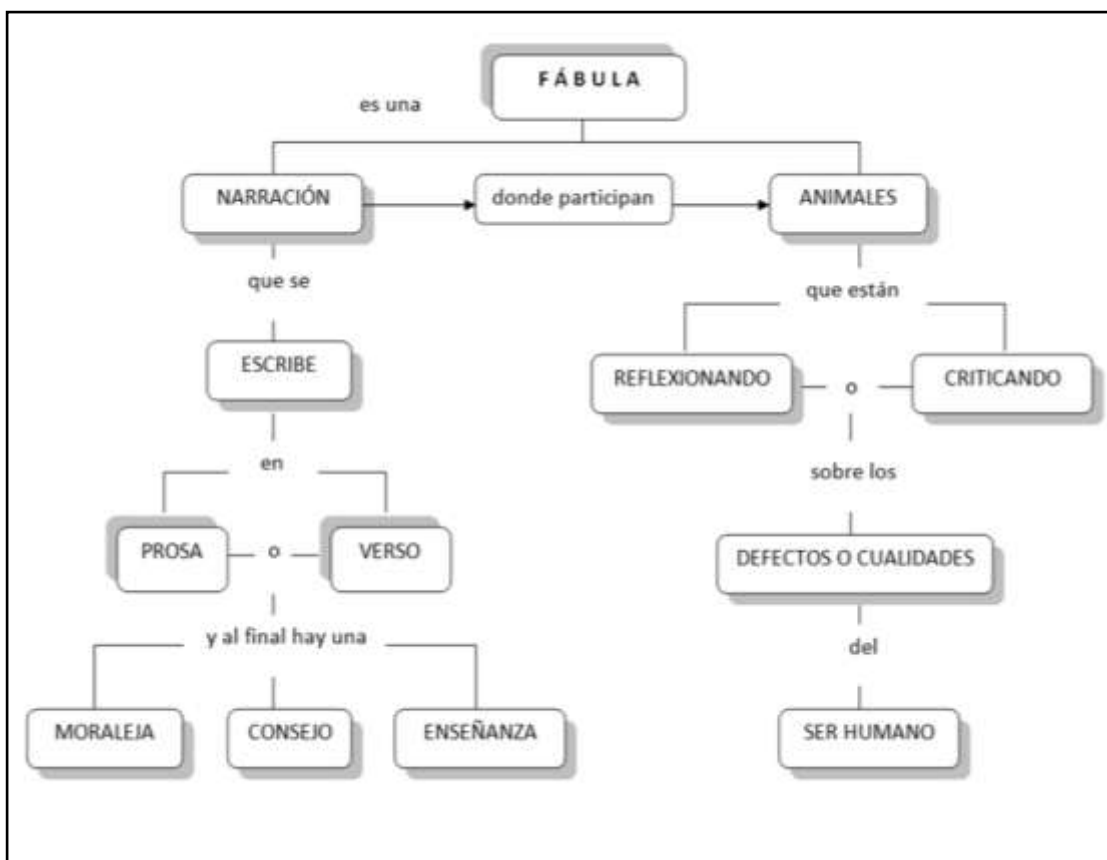 FÁBULA
es una
NARRACIÓN
donde participan
ANIMALES
que se
que están
ESCRIBE
REFLEXIONANDO
o
CRITICANDO
en
sobre los
PROSA
o
VERSO
DEFECTOS O CUALIDADES
y al final hay una
del
MORALEJA
CONSEJO
ENSEÑANZA
SER HUMANO